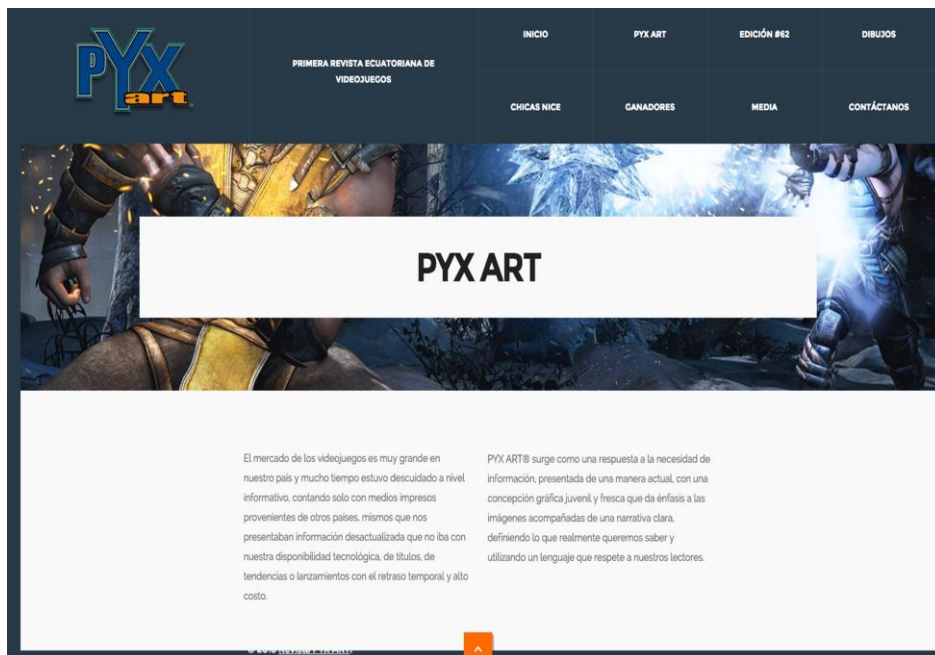 PYX
art
PRIMERA REVISTA ECUATORIANA DE
VIDEOJUEGOS
INICIO
PYX ART
EDICIÓN #62
DIBUJOS
CHICAS NICE
GANADORES
MEDIA
CONTÁCTANOS
PYX ART
El mercado de los videojuegos es muy grande en
nuestro pais y mucho tiempo estuvo descuidado a nivel
informativo, contando solo con medios impresos
provenientes de otros paises, mismos que nos
presentaban información desactualizada que no iba con
nuestra disponibilidad tecnológica, de títulos, de
tendencias o lanzamientos con el retraso temporal y alto
costo.
PYX ART® surge como una respuesta a la necesidad de
información, presentada de una manera actual, con una
concepción gráfica juvenil y fresca que da énfasis a las
imágenes acompañadas de una narrativa clara,
definiendo lo que realmente queremos saber y
utilizando un lenguaje que respete a nuestros lectores.